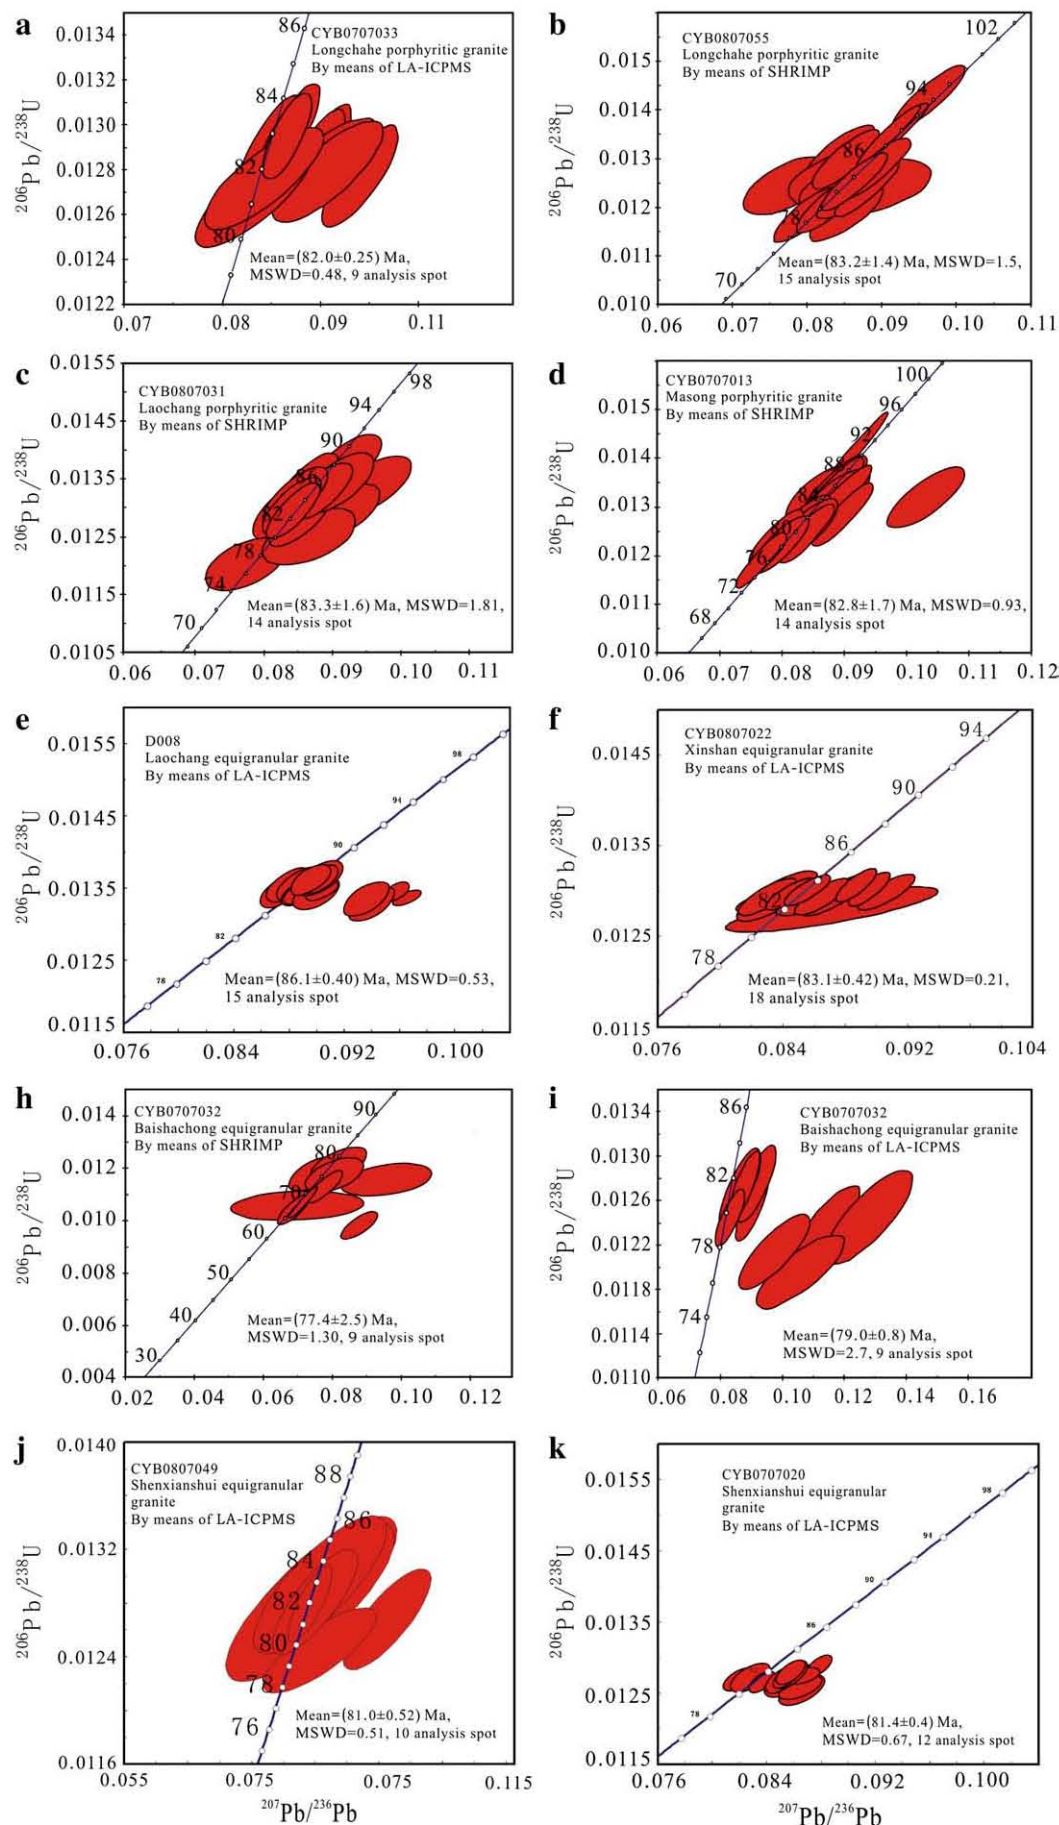 a
0.0134
0.0132
0.0130
0.0128
0.0126
0.0124
0.0122
²⁰⁶Pb/²³⁸U
CYB0707033
Longchahe porphyritic granite
By means of LA-ICPMS
86
84
82
80
Mean=(82.0±0.25) Ma,
MSWD=0.48, 9 analysis spot
0.07 0.08 0.09 0.11
b
0.015
0.014
0.013
0.012
0.011
0.010
²⁰⁶Pb/²³⁸U
CYB0807055
Longchahe porphyritic granite
By means of SHRIMP
102
94
86
78
70
Mean=(83.2±1.4) Ma, MSWD=1.5,
15 analysis spot
0.06 0.07 0.08 0.09 0.10 0.11
c
0.0155
0.0145
0.0135
0.0125
0.0115
0.0105
²⁰⁶Pb/²³⁸U
CYB0807031
Laochang porphyritic granite
By means of SHRIMP
98
94
90
86
82
78
74
70
Mean=(83.3±1.6) Ma, MSWD=1.81,
14 analysis spot
0.06 0.07 0.08 0.09 0.10 0.11
d
0.015
0.014
0.013
0.012
0.011
0.010
²⁰⁶Pb/²³⁸U
CYB0707013
Masong porphyritic granite
By means of SHRIMP
100
96
92
88
84
80
76
72
68
Mean=(82.8±1.7) Ma, MSWD=0.93,
14 analysis spot
0.06 0.07 0.08 0.09 0.10 0.11 0.12
e
0.0155
0.0145
0.0135
0.0125
0.0115
²⁰⁶Pb/²³⁸U
D008
Laochang equigranular granite
By means of LA-ICPMS
98
94
90
82
78
Mean=(86.1±0.40) Ma, MSWD=0.53,
15 analysis spot
0.076 0.084 0.092 0.100
f
0.0145
0.0135
0.0125
0.0115
²⁰⁶Pb/²³⁸U
CYB0807022
Xinshan equigranular granite
By means of LA-ICPMS
94
90
86
82
78
Mean=(83.1±0.42) Ma, MSWD=0.21,
18 analysis spot
0.076 0.084 0.092 0.104
h
0.014
0.012
0.010
0.008
0.006
0.004
²⁰⁶Pb/²³⁸U
CYB0707032
Baishachong equigranular granite
By means of SHRIMP
90
80
70
60
50
40
30
Mean=(77.4±2.5) Ma,
MSWD=1.30, 9 analysis spot
0.02 0.04 0.06 0.08 0.10 0.12
i
0.0134
0.0130
0.0126
0.0122
0.0118
0.0114
0.0110
²⁰⁶Pb/²³⁸U
CYB0707032
Baishachong equigranular granite
By means of LA-ICPMS
86
82
78
74
Mean=(79.0±0.8) Ma,
MSWD=2.7, 9 analysis spot
0.06 0.08 0.10 0.12 0.14 0.16
j
0.0140
0.0132
0.0124
0.0116
²⁰⁶Pb/²³⁸U
CYB0807049
Shenxianshui equigranular
granite
By means of LA-ICPMS
88
86
84
82
80
78
76
Mean=(81.0±0.52) Ma,
MSWD=0.51, 10 analysis spot
0.055 0.075 0.075 0.115
²⁰⁷Pb/²³⁶Pb
k
0.0155
0.0145
0.0135
0.0125
0.0115
²⁰⁶Pb/²³⁸U
CYB0707020
Shenxianshui equigranular
granite
By means of LA-ICPMS
98
94
90
86
78
Mean=(81.4±0.4) Ma,
MSWD=0.67, 12 analysis spot
0.076 0.084 0.092 0.100
²⁰⁷Pb/²³⁶Pb